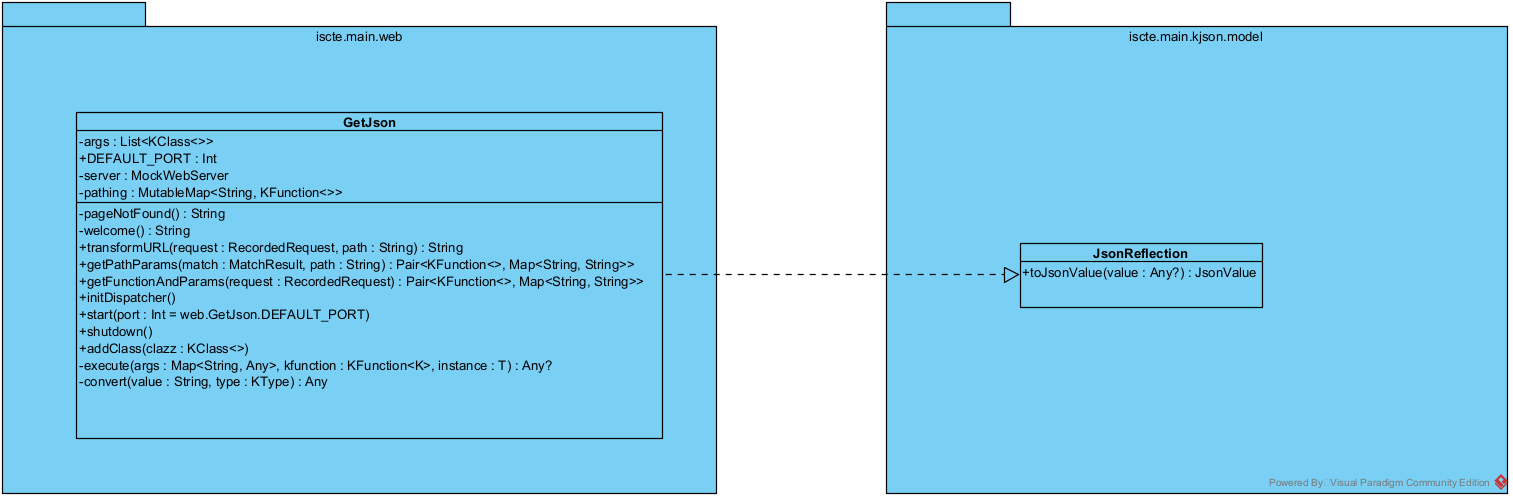 iscte.main.web
GetJson
-args : List<KClass<>>
+DEFAULT_PORT : Int
-server : MockWebServer
-pathing : MutableMap<String, KFunction<>>
-pageNotFound() : String
-welcome() : String
+transformURL(request : RecordedRequest, path : String) : String
+getPathParams(match : MatchResult, path : String) : Pair<KFunction<>, Map<String, String>>
+getFunctionAndParams(request : RecordedRequest) : Pair<KFunction<>, Map<String, String>>
+initDispatcher()
+start(port : Int = web.GetJson.DEFAULT_PORT)
+shutdown()
+addClass(clazz : KClass<>)
-execute(args : Map<String, Any>, kfunction : KFunction<K>, instance : T) : Any?
-convert(value : String, type : KType) : Any
iscte.main.kjson.model
JsonReflection
+toJsonValue(value : Any?) : JsonValue
Powered By Visual Paradigm Community Edition